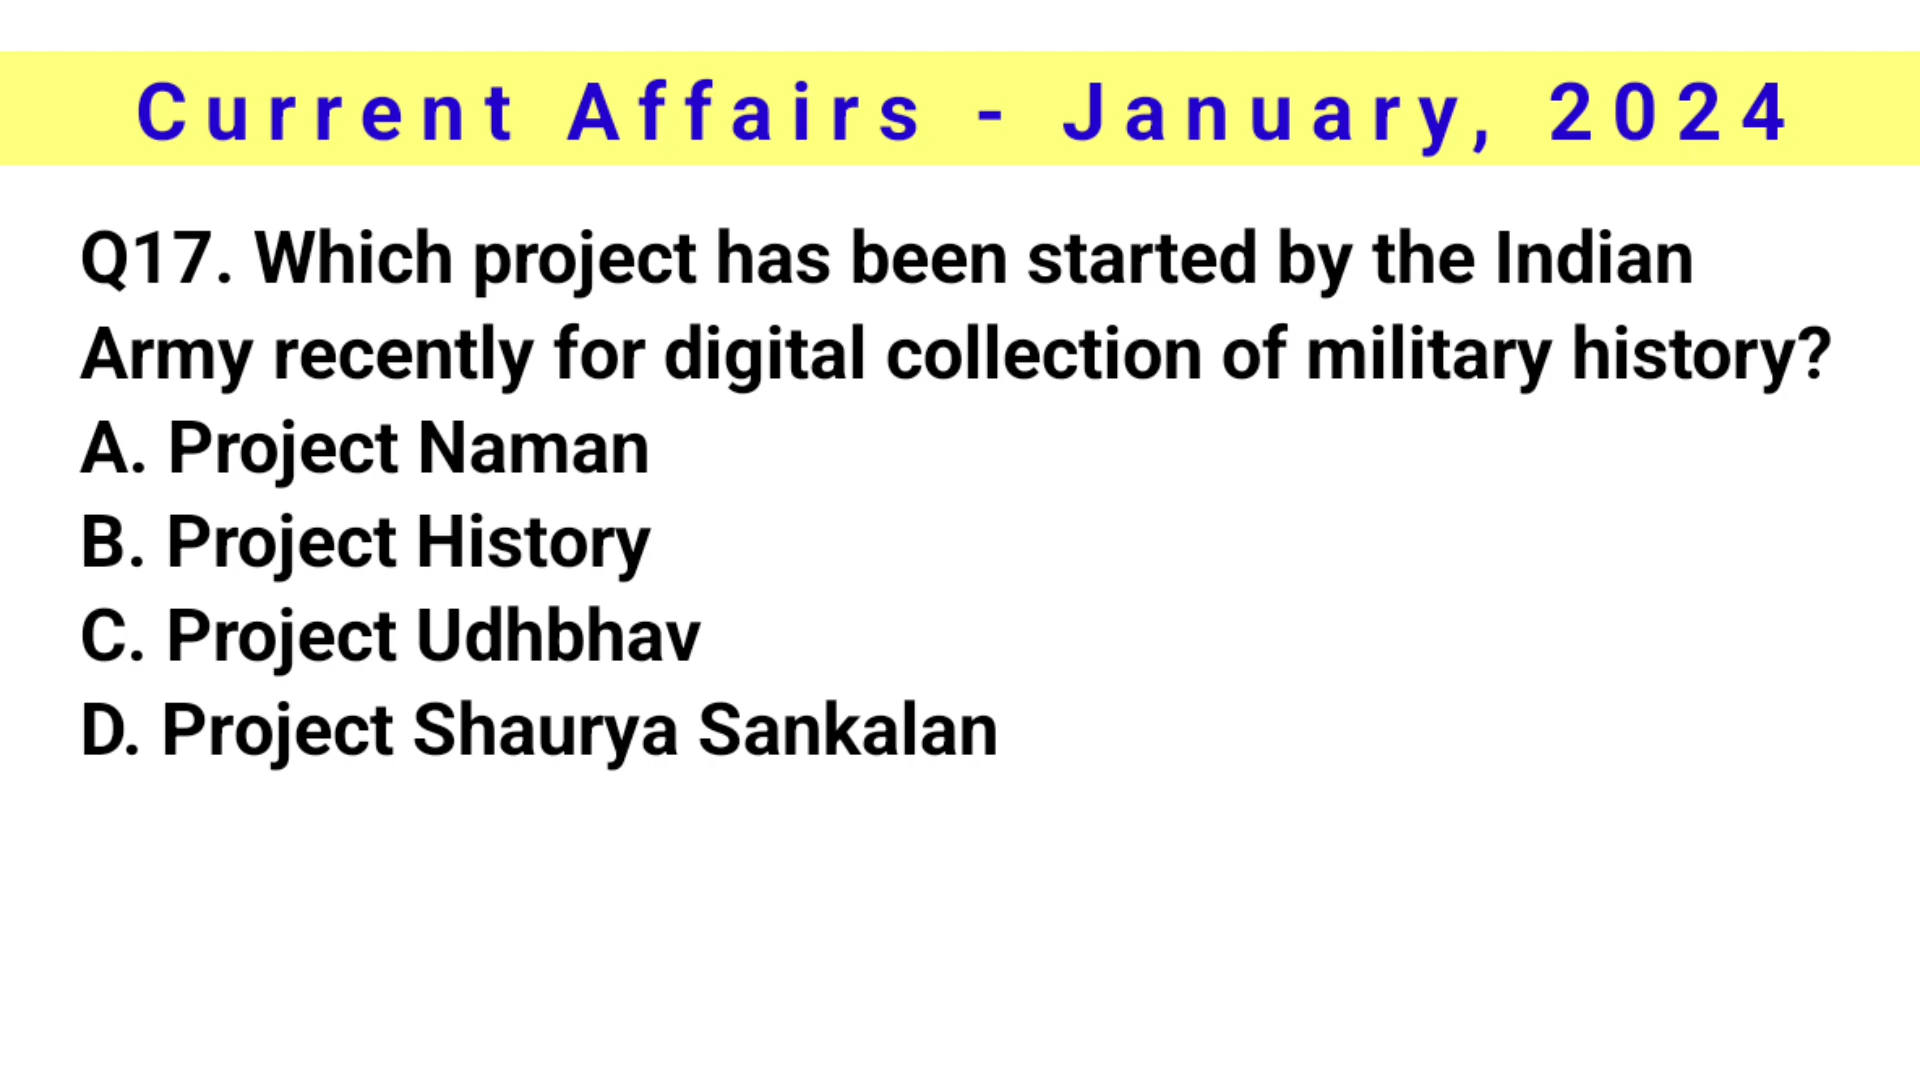 Current Affairs - January, 2024
Q17. Which project has been started by the Indian
Army recently for digital collection of military history?
A. Project Naman
B. Project History
C. Project Udhbhav
D. Project Shaurya Sankalan